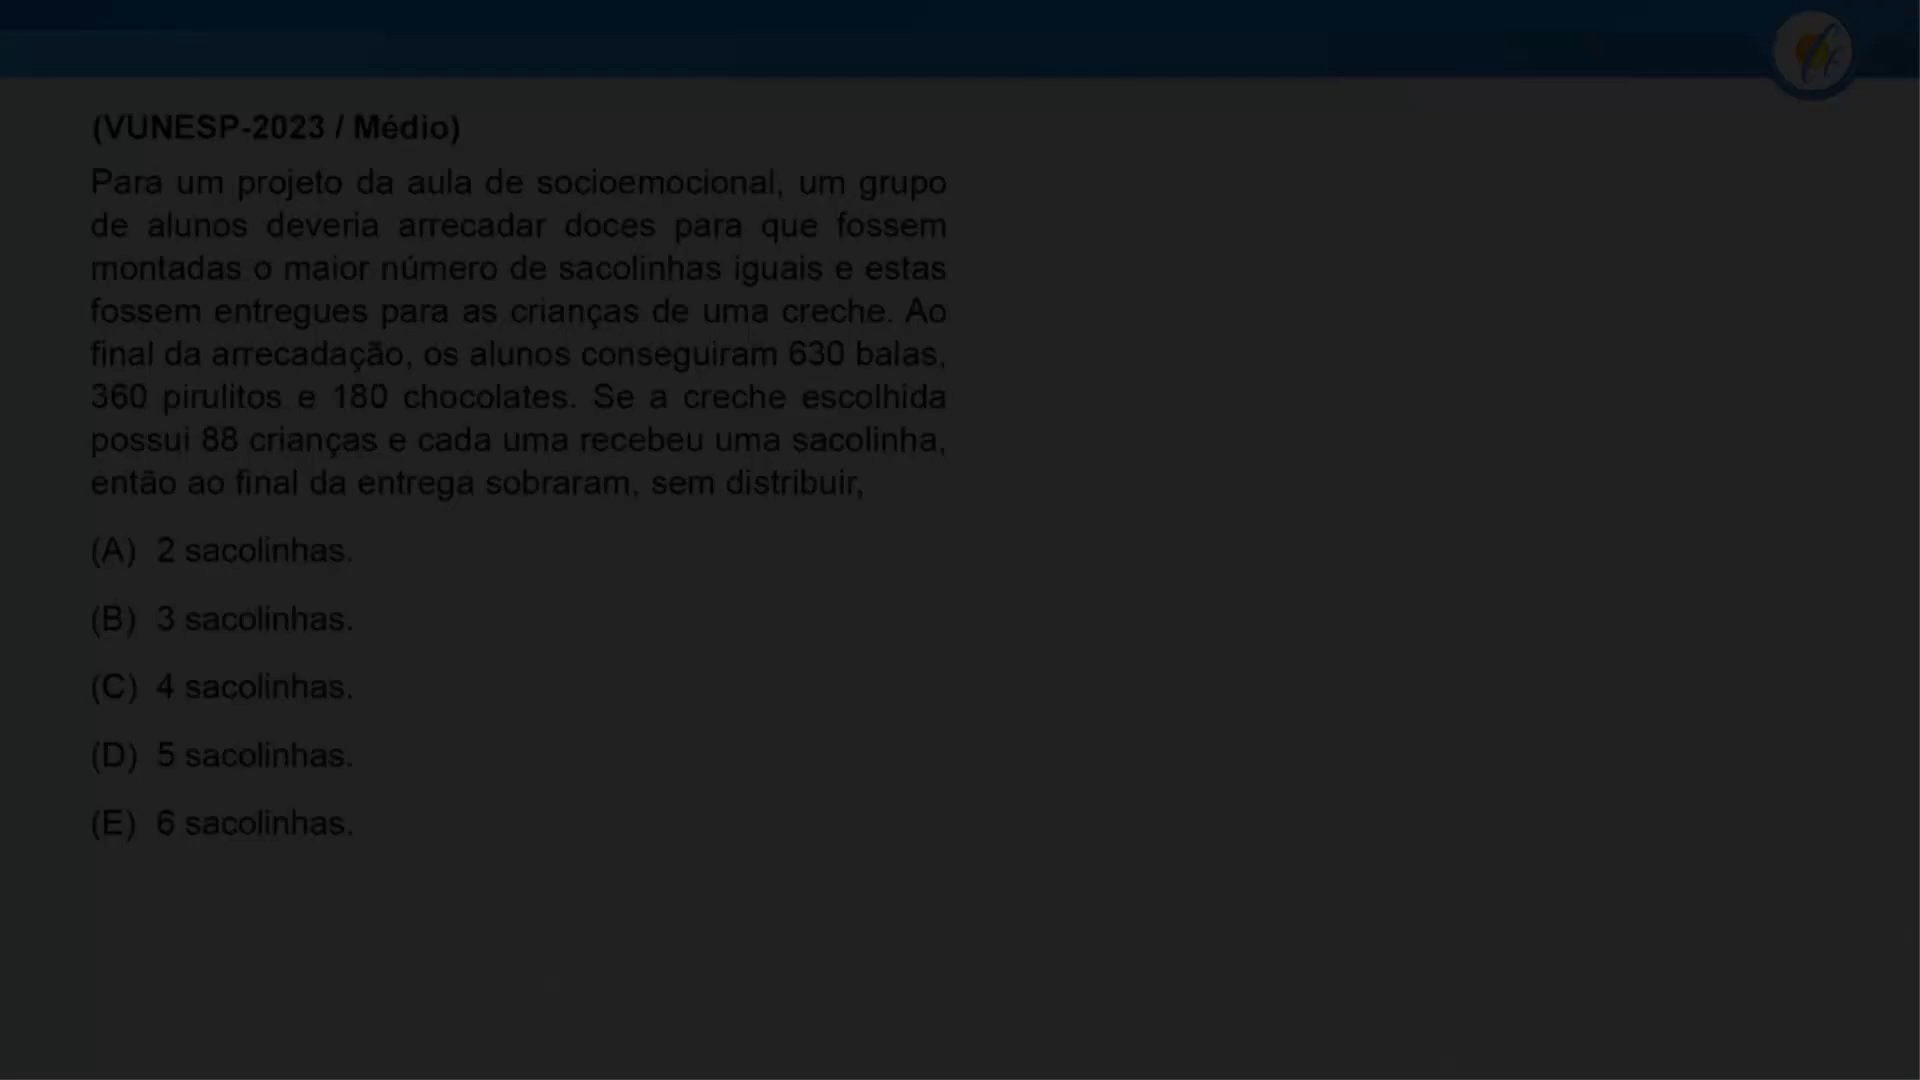 (VUNESP-2023 / Médio)
Para um projeto da aula de socioemocional, um grupo
de alunos deveria arrecadar doces para que fossem
montadas o maior número de sacolinhas iguais e estas
fossem entregues para as crianças de uma creche. Ao
final da arrecadação, os alunos conseguiram 630 balas,
360 pirulitos e 180 chocolates. Se a creche escolhida
possui 88 crianças e cada uma recebeu uma sacolinha,
então ao final da entrega sobraram, sem distribuir,
(A) 2 sacolinhas.
(B) 3 sacolinhas.
(C) 4 sacolinhas.
(D) 5 sacolinhas.
(E) 6 sacolinhas.